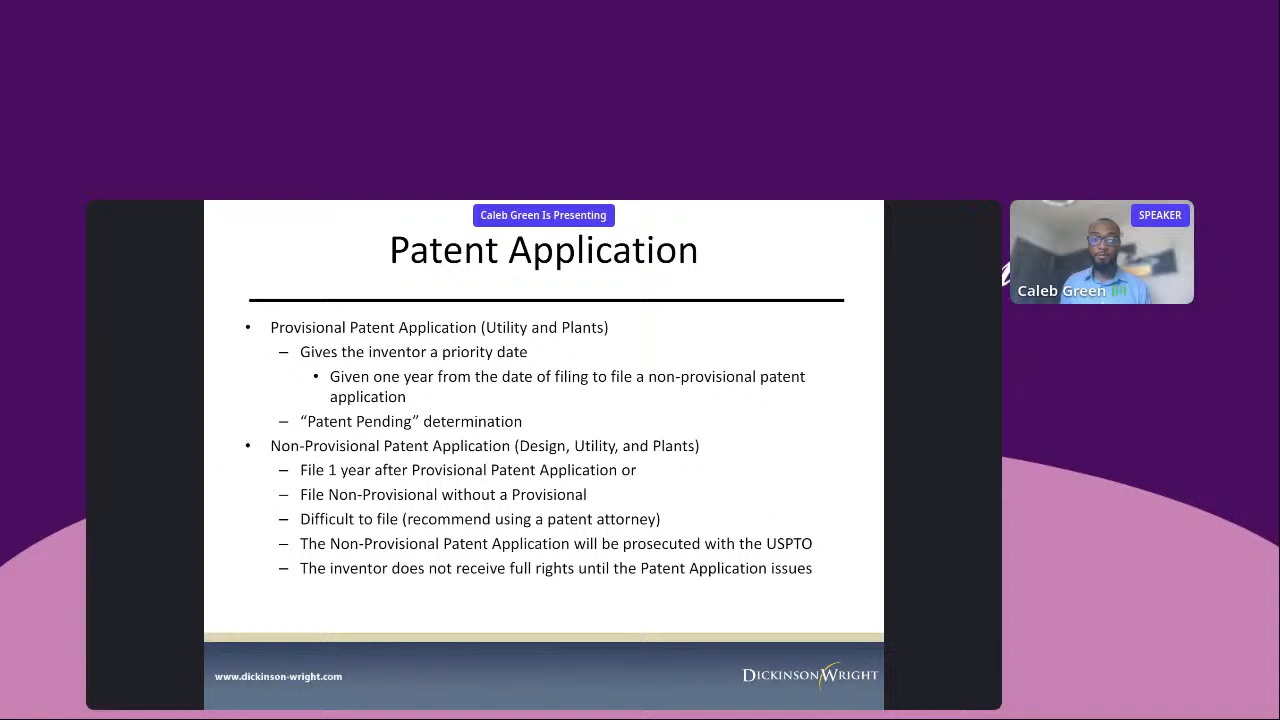 Caleb Green Is Presenting
SPEAKER
Caleb Green
Patent Application
• Provisional Patent Application (Utility and Plants)
– Gives the inventor a priority date
• Given one year from the date of filing to file a non-provisional patent
application
– “Patent Pending” determination
• Non-Provisional Patent Application (Design, Utility, and Plants)
– File 1 year after Provisional Patent Application or
– File Non-Provisional without a Provisional
– Difficult to file (recommend using a patent attorney)
– The Non-Provisional Patent Application will be prosecuted with the USPTO
– The inventor does not receive full rights until the Patent Application issues
www.dickinson-wright.com
DICKINSON WRIGHT